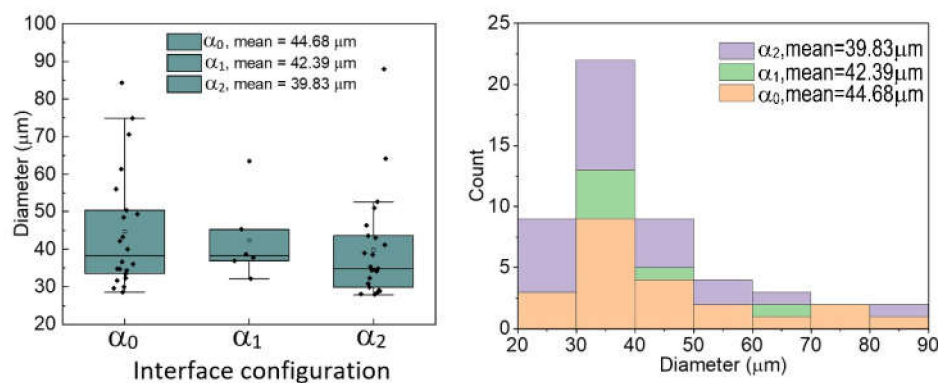 100
90
80
70
60
50
40
30
20
Diameter (μm)
α0, mean = 44.68 μm
α1, mean = 42.39 μm
α2, mean = 39.83 μm
α0
α1
α2
Interface configuration
25
20
15
10
5
0
Count
α2,mean=39.83μm
α1,mean=42.39μm
α0,mean=44.68μm
20 30 40 50 60 70 80 90
Diameter (μm)